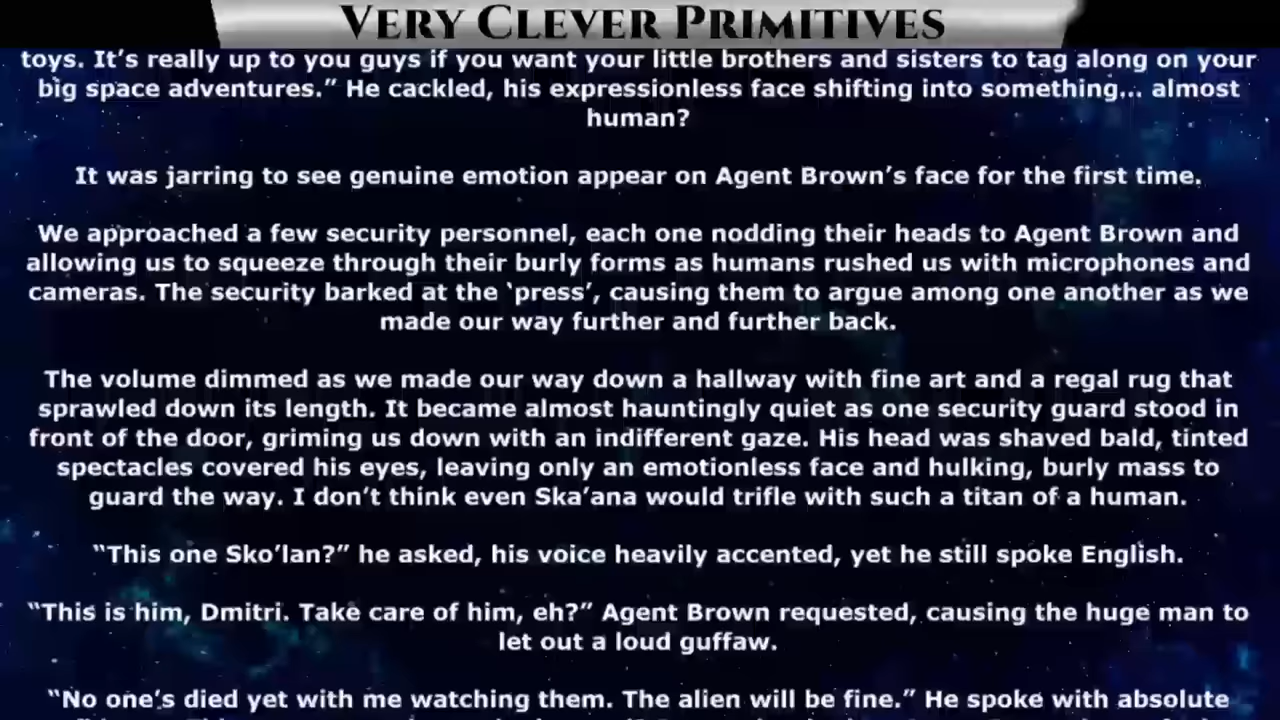 VERY CLEVER PRIMITIVES
toys. It’s really up to you guys if you want your little brothers and sisters to tag along on your
big space adventures.” He cackled, his expressionless face shifting into something... almost
human?
It was jarring to see genuine emotion appear on Agent Brown’s face for the first time.
We approached a few security personnel, each one nodding their heads to Agent Brown and
allowing us to squeeze through their burly forms as humans rushed us with microphones and
cameras. The security barked at the ‘press’, causing them to argue among one another as we
made our way further and further back.
The volume dimmed as we made our way down a hallway with fine art and a regal rug that
sprawled down its length. It became almost hauntingly quiet as one security guard stood in
front of the door, griming us down with an indifferent gaze. His head was shaved bald, tinted
spectacles covered his eyes, leaving only an emotionless face and hulking, burly mass to
guard the way. I don’t think even Ska’ana would trifle with such a titan of a human.
“This one Sko’lan?” he asked, his voice heavily accented, yet he still spoke English.
“This is him, Dmitri. Take care of him, eh?” Agent Brown requested, causing the huge man to
let out a loud guffaw.
“No one’s died yet with me watching them. The alien will be fine.” He spoke with absolute